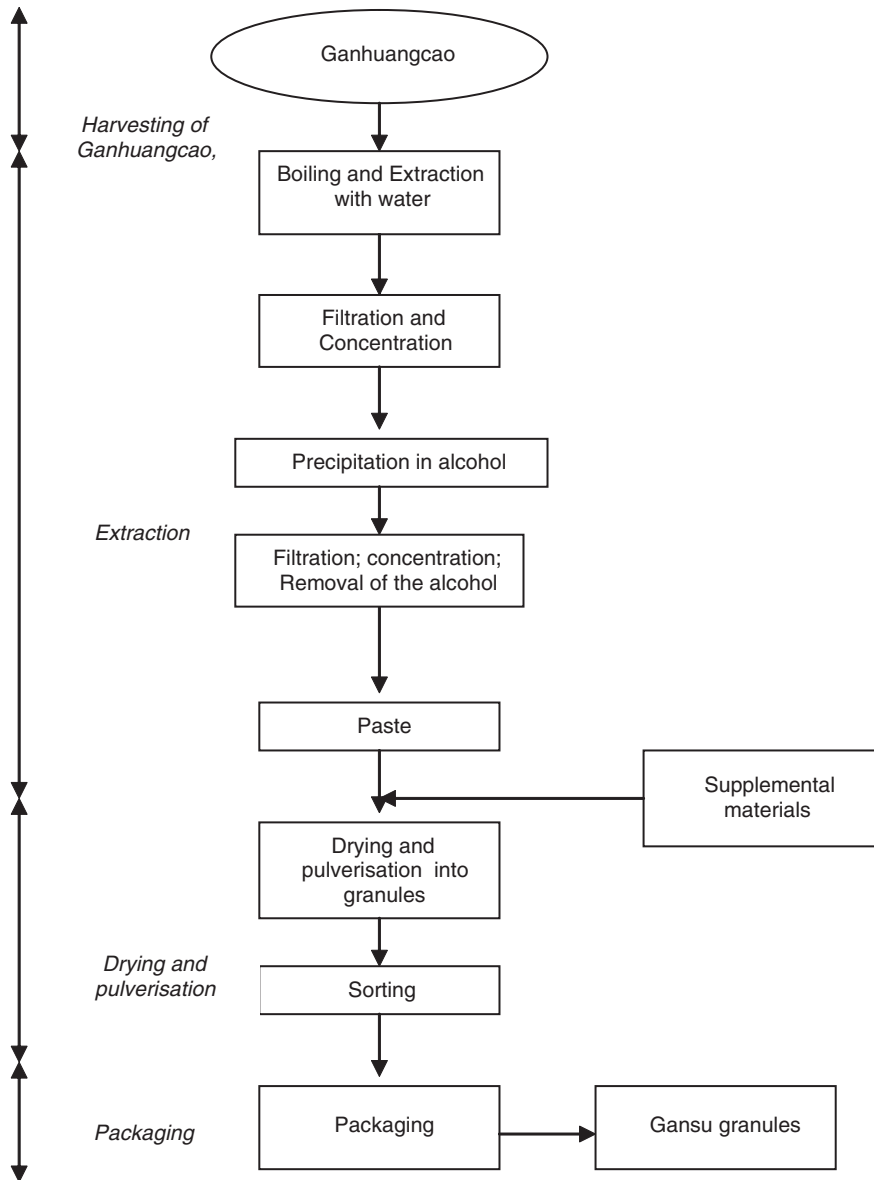 Ganhuangcao
Harvesting of
Ganhuangcao,
Boiling and Extraction
with water
Filtration and
Concentration
Precipitation in alcohol
Extraction
Filtration; concentration;
Removal of the alcohol
Paste
Supplemental
materials
Drying and
pulverisation into
granules
Drying and
pulverisation
Sorting
Packaging
Packaging
Gansu granules